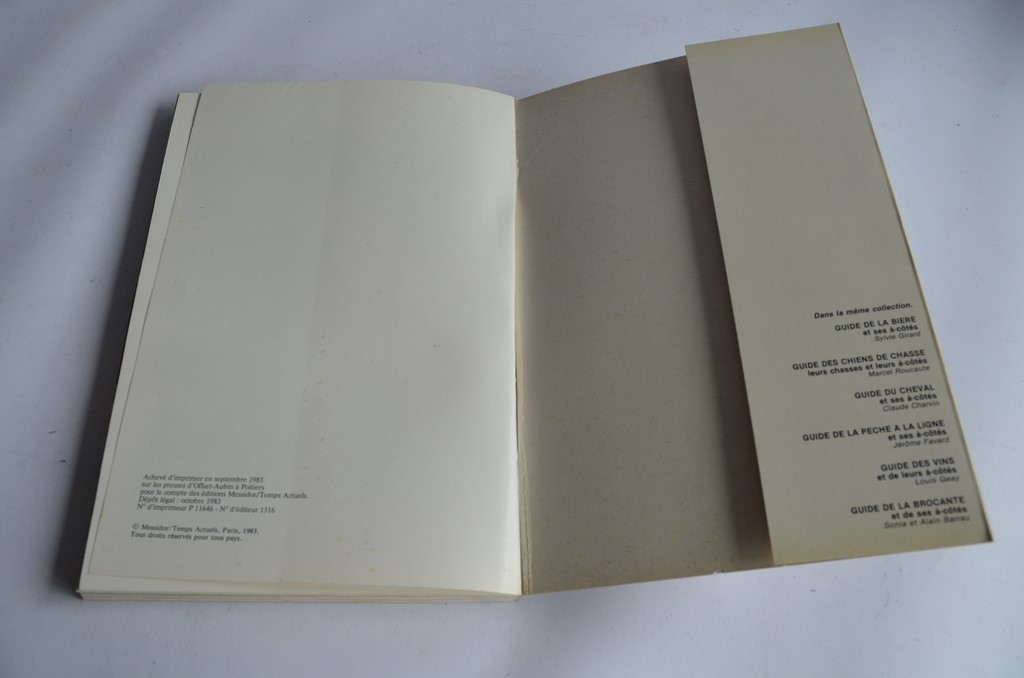 Achevé d'imprimer en septembre 1983
sur les presses d'Offset-Aubin à Poitiers
pour le compte des éditions Messidor/Temps Actuels.
Dépôt légal : octobre 1983
N° d'imprimeur P 11646 - N° d'éditeur 1316
© Messidor/Temps Actuels, Paris, 1983.
Tous droits réservés pour tous pays.
Dans la même collection.
GUIDE DE LA BIERE
et ses à-côtés
Sylvie Girard
GUIDE DES CHIENS DE CHASSE
leurs chasses et leurs à-côtés
Marcel Roucaute
GUIDE DU CHEVAL
et ses à-côtés
Claude Charvin
GUIDE DE LA PECHE A LA LIGNE
et ses à-côtés
Jérôme Favard
GUIDE DES VINS
et de leurs à-côtés
Louis Geay
GUIDE DE LA BROCANTE
et de ses à-côtés
Sonia et Alain Barrau